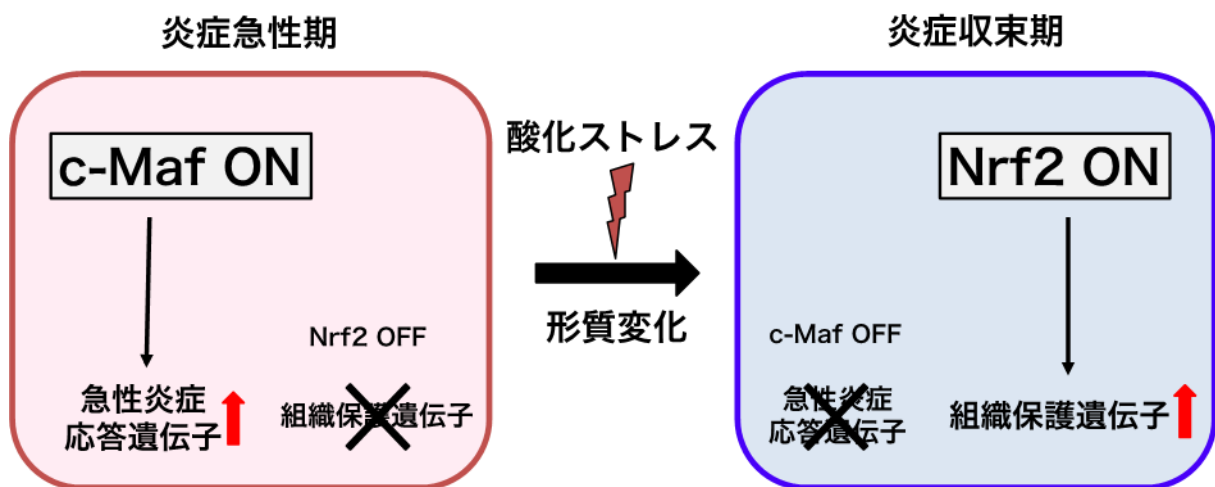 炎症急性期
c-Maf ON
Nrf2 OFF
急性炎症
応答遺伝子
組織保護遺伝子
酸化ストレス
形質変化
炎症収束期
Nrf2 ON
c-Maf OFF
急性炎症
応答遺伝子
組織保護遺伝子